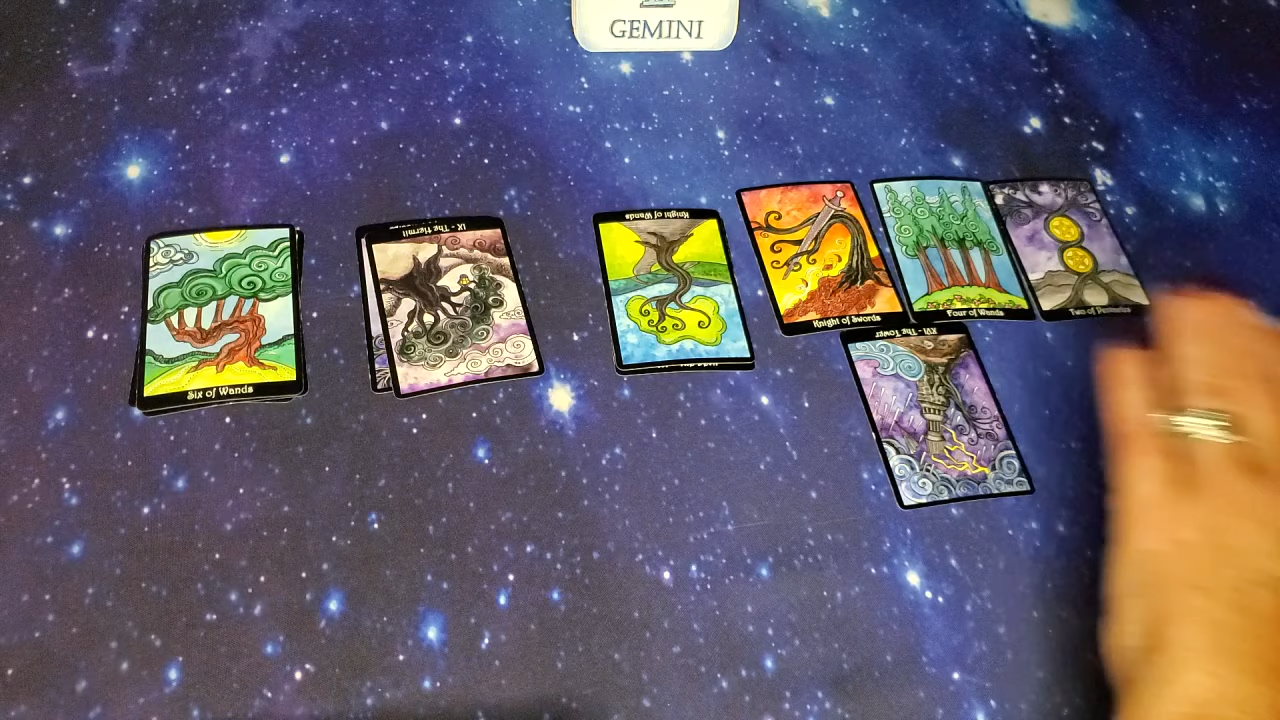 GEMINI
Six of Wands
IX - The Hermit
Knight of Wands
Knight of Swords
Four of Wands
Two of Pentacles
XVI - The Tower